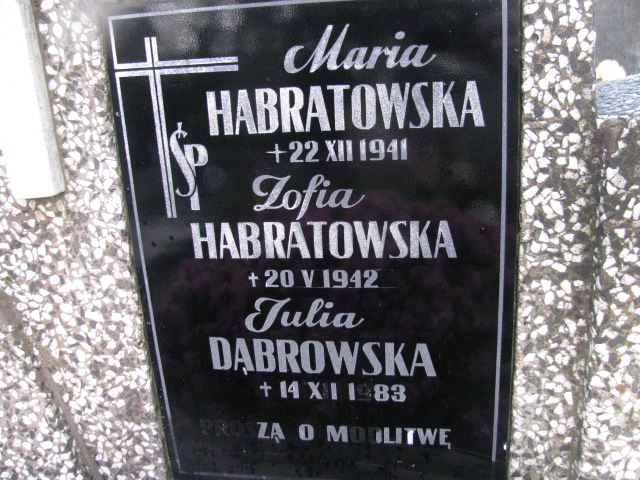 Maria
HABRATOWSKA
+22 XII 1941
ŚP
Zofia
HABRATOWSKA
+ 20 V 1942
Julia
DĄBROWSKA
+ 14 XII 1983
PROSZĄ O MODLITWĘ